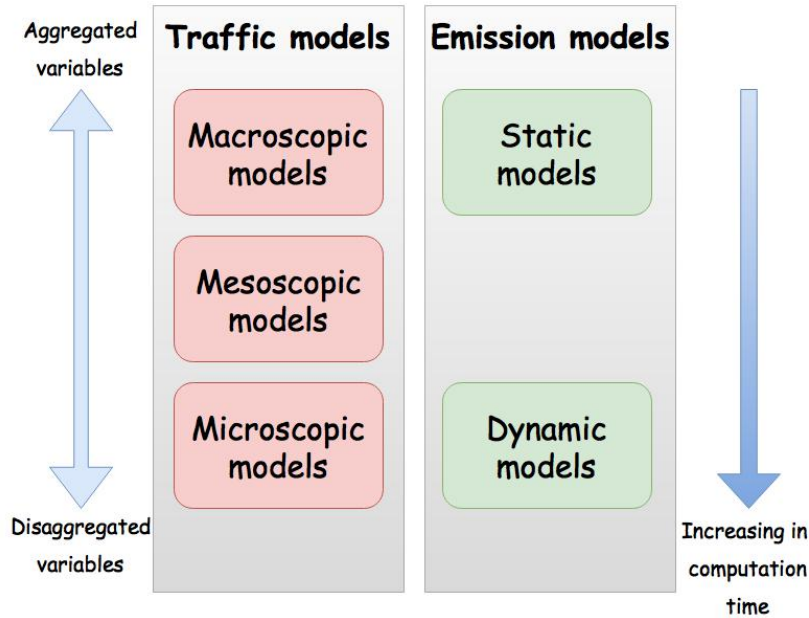 Aggregated
variables
Traffic models
Emission models
Macroscopic
models
Static
models
Mesoscopic
models
Microscopic
models
Dynamic
models
Disaggregated
variables
Increasing in
computation
time